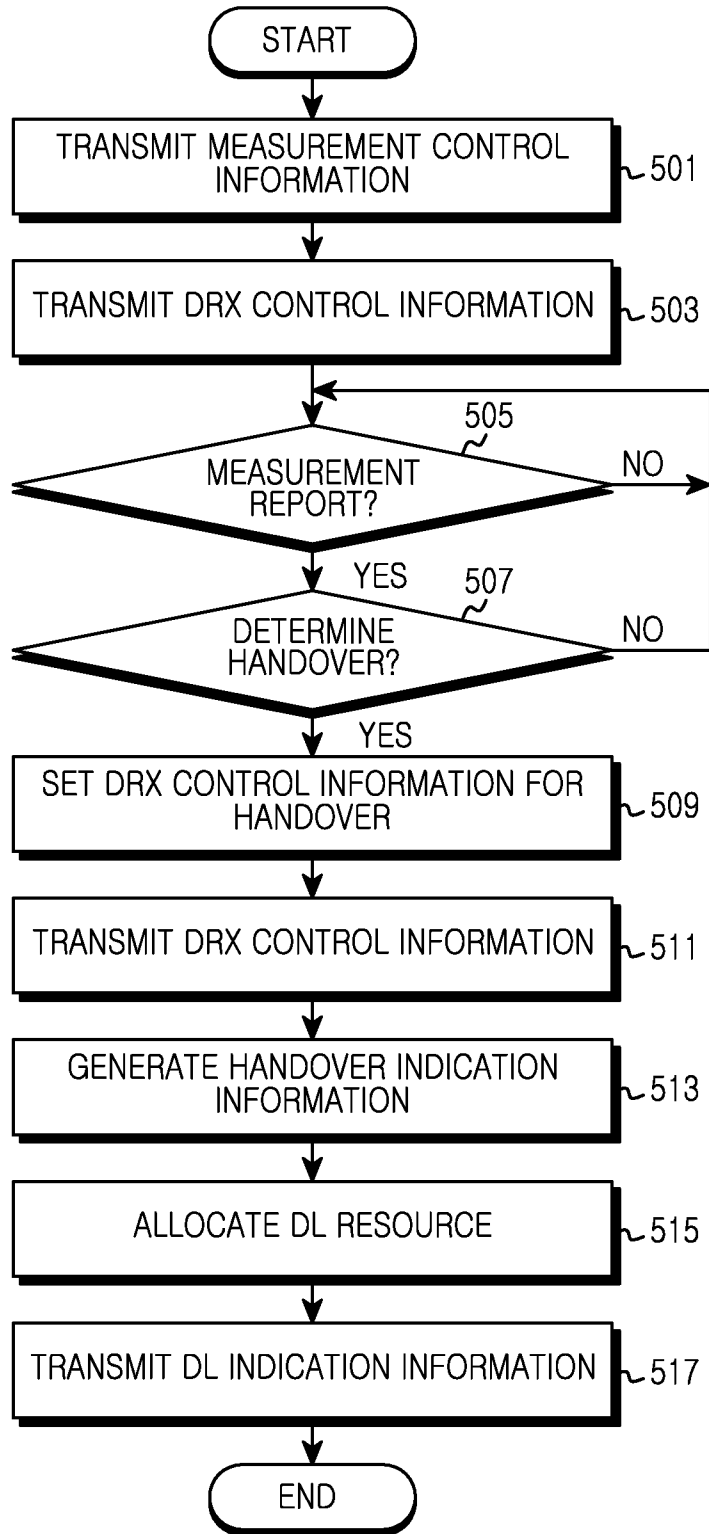 START
TRANSMIT MEASUREMENT CONTROL
INFORMATION
501
TRANSMIT DRX CONTROL INFORMATION
503
505
MEASUREMENT
REPORT?
NO
YES
507
DETERMINE
HANDOVER?
NO
YES
SET DRX CONTROL INFORMATION FOR
HANDOVER
509
TRANSMIT DRX CONTROL INFORMATION
511
GENERATE HANDOVER INDICATION
INFORMATION
513
ALLOCATE DL RESOURCE
515
TRANSMIT DL INDICATION INFORMATION
517
END